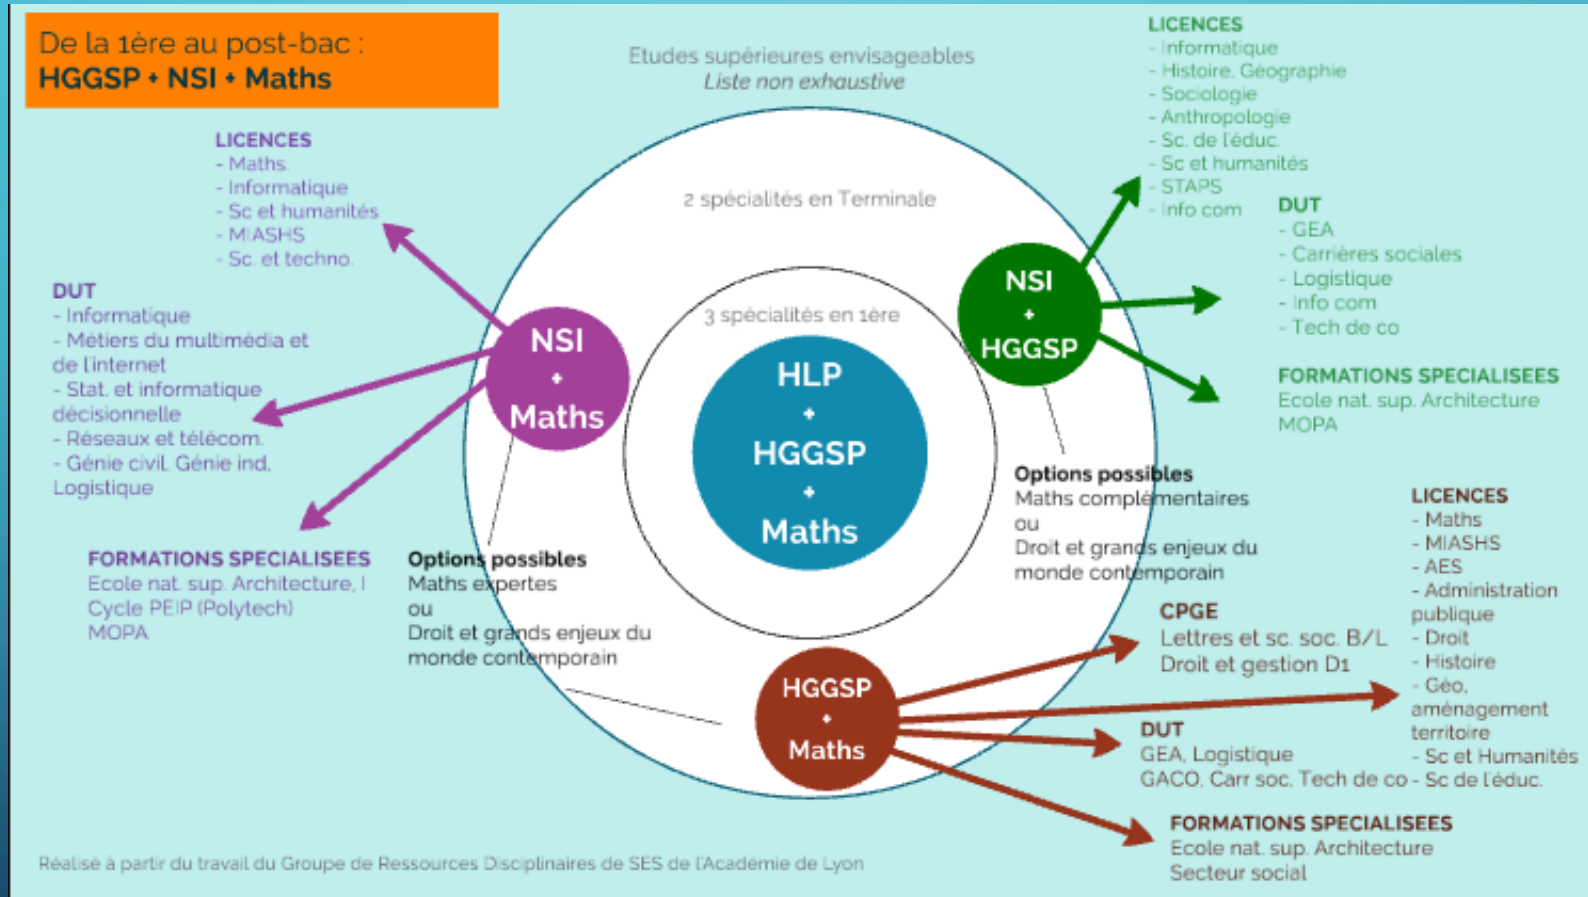 De la 1ère au post-bac :
HGGSP + NSI + Maths
Etudes supérieures envisageables
Liste non exhaustive
2 spécialités en Terminale
3 spécialités en 1ère
HLP
+
HGGSP
+
Maths
LICENCES
- Maths.
- Informatique
- Sc et humanités
- MIASHS
- Sc. et techno.
DUT
- Informatique
- Métiers du multimédia et
de l'internet
- Stat. et informatique
décisionnelle
- Réseaux et télécom.
- Génie civil, Génie ind,
Logistique
FORMATIONS SPECIALISEES
Ecole nat. sup. Architecture, I
Cycle PEIP (Polytech)
MOPA
NSI
+
Maths
Options possibles
Maths expertes
ou
Droit et grands enjeux du
monde contemporain
LICENCES
- Informatique
- Histoire, Géographie
- Sociologie
- Anthropologie
- Sc. de l'éduc.
- Sc et humanités
- STAPS
- Info com
DUT
- GEA
- Carrières sociales
- Logistique
- Info com
- Tech de co
FORMATIONS SPECIALISEES
Ecole nat. sup. Architecture
MOPA
NSI
+
HGGSP
Options possibles
Maths complémentaires
ou
Droit et grands enjeux du
monde contemporain
HGGSP
+
Maths
CPGE
Lettres et sc. soc. B/L
Droit et gestion D1
LICENCES
- Maths
- MIASHS
- AES
- Administration
publique
- Droit
- Histoire
- Géo,
aménagement
territoire
- Sc et Humanités
- Sc de l'éduc.
DUT
GEA, Logistique
GACO, Carr soc, Tech de co
FORMATIONS SPECIALISEES
Ecole nat. sup. Architecture
Secteur social
Réalisé à partir du travail du Groupe de Ressources Disciplinaires de SES de l'Académie de Lyon